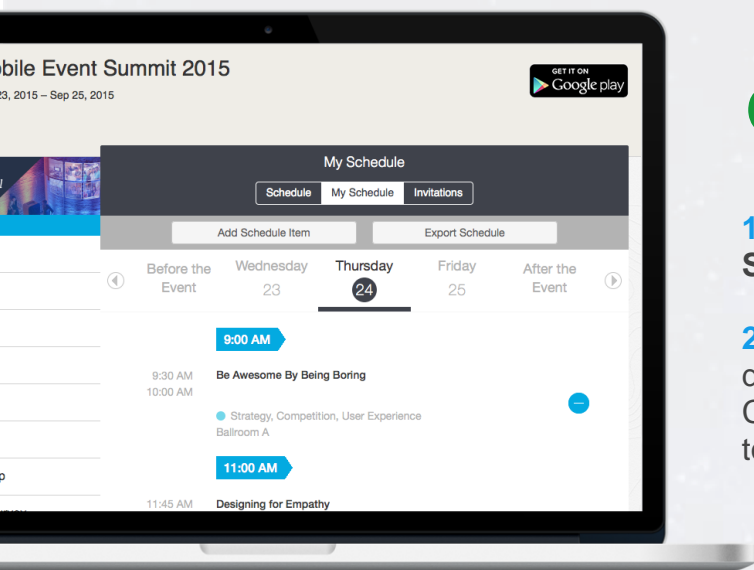 bile Event Summit 2015
23, 2015 – Sep 25, 2015
GET IT ON
Google play
My Schedule
Schedule My Schedule Invitations
Add Schedule Item Export Schedule
Before the Event
Wednesday 23
Thursday 24
Friday 25
After the Event
9:00 AM
9:30 AM Be Awesome By Being Boring
10:00 AM
Strategy, Competition, User Experience
Ballroom A
11:00 AM
11:45 AM Designing for Empathy
1
S
2
C